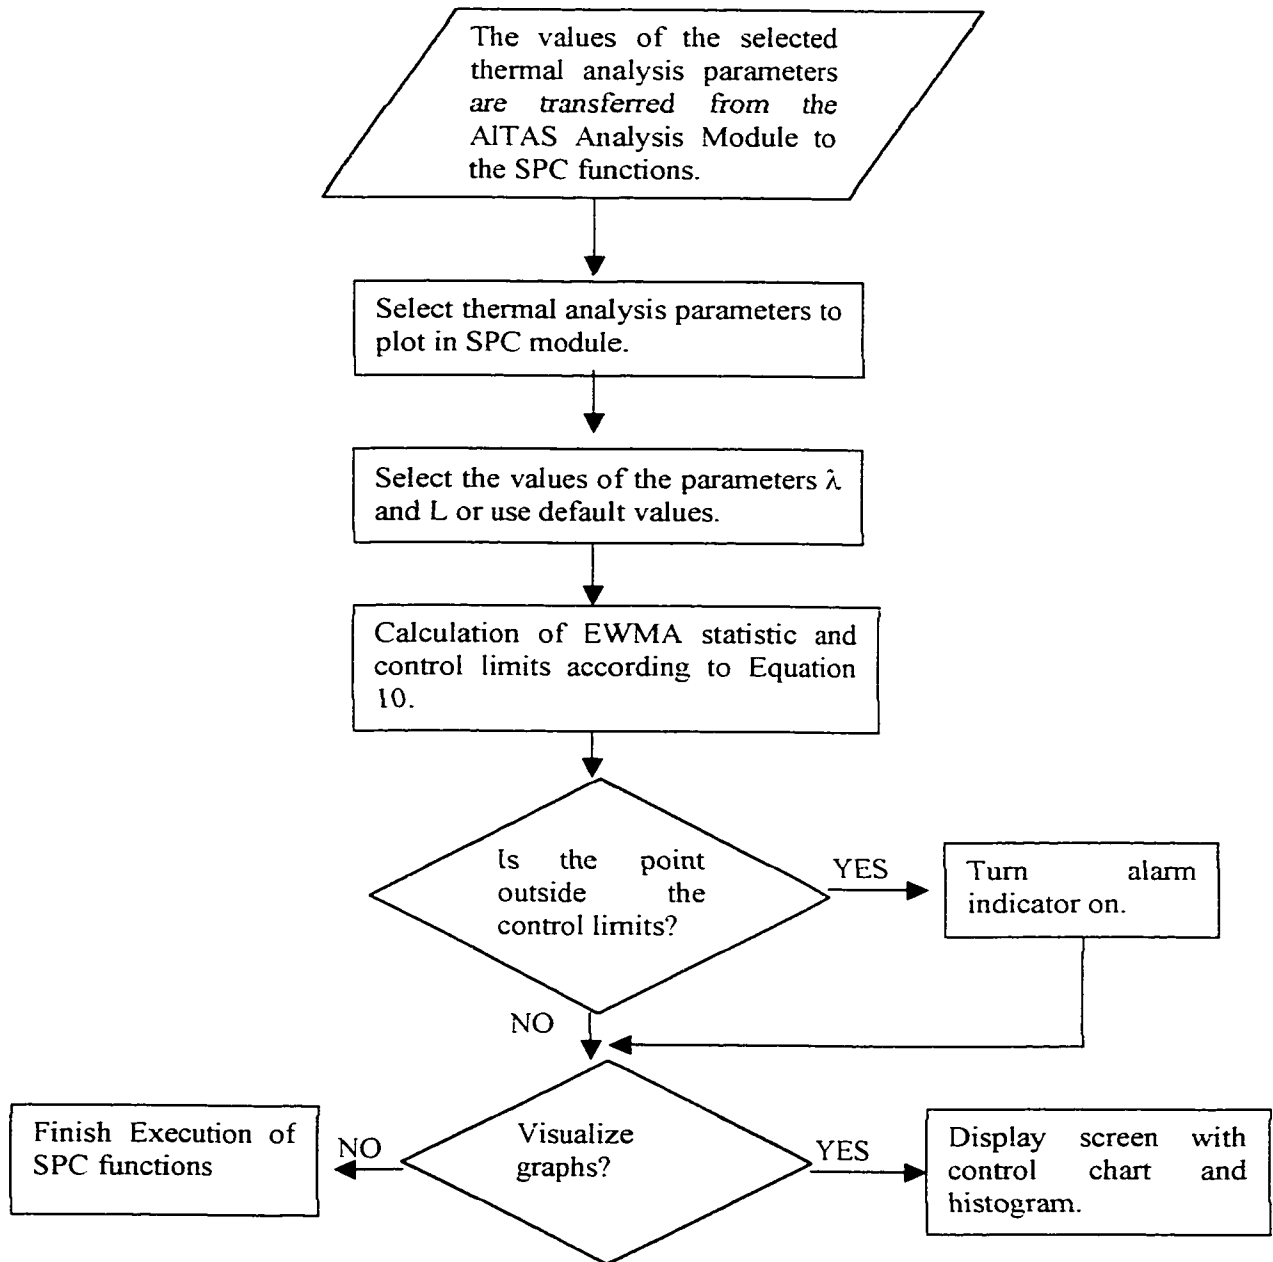 The values of the selected
thermal analysis parameters
are transferred from the
AlTAS Analysis Module to
the SPC functions.
Select thermal analysis parameters to
plot in SPC module.
Select the values of the parameters λ
and L or use default values.
Calculation of EWMA statistic and
control limits according to Equation
10.
Is the point
outside the
control limits?
YES
Turn alarm
indicator on.
NO
Visualize
graphs?
NO
Finish Execution of
SPC functions
YES
Display screen with
control chart and
histogram.